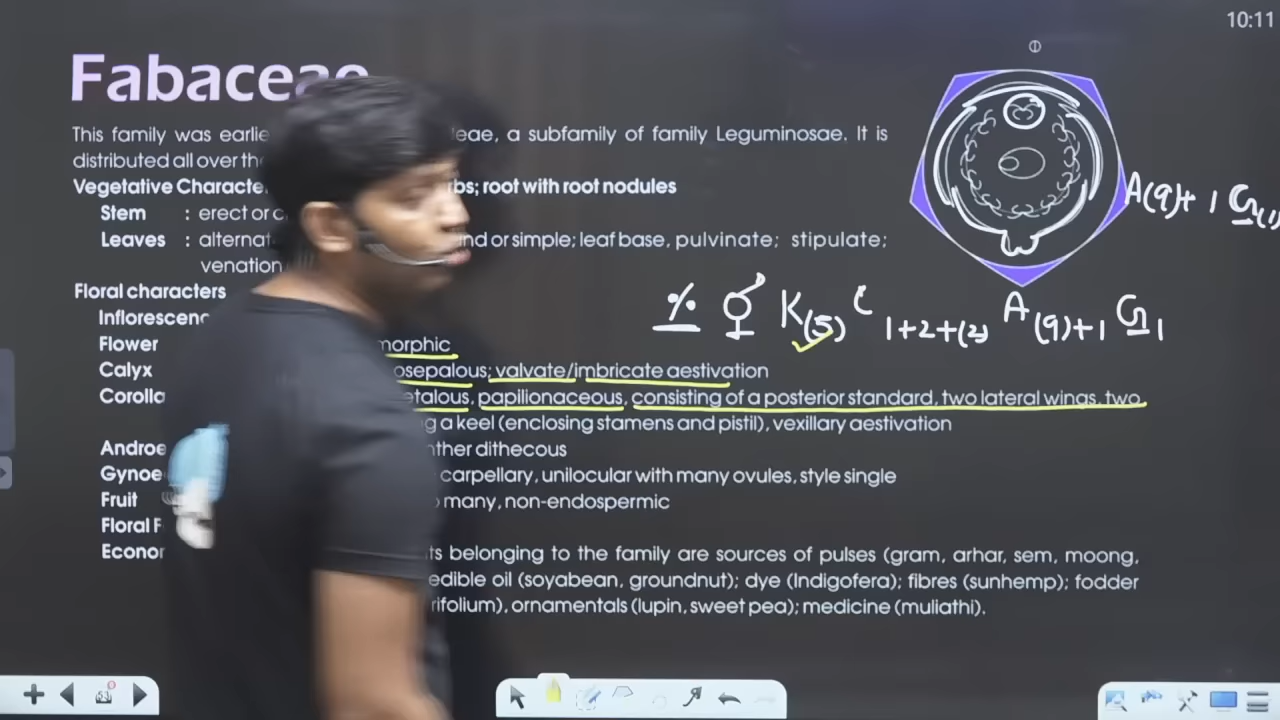 10:11
Fabaceae
This family was earlie eae, a subfamily of family Leguminosae. It is
distributed all over the
Vegetative Characte bs; root with root nodules
Stem : erect or c
Leaves : alternat nd or simple; leaf base, pulvinate; stipulate;
venation
A(9)+1 G(1)
% ⚥ K(5) C1+2+(2) A(9)+1 G1
Floral characters
Inflorescenc
Flower morphic
Calyx osepalous; valvate/imbricate aestivation
Corolla etalous, papilionaceous, consisting of a posterior standard, two lateral wings, two
g a keel (enclosing stamens and pistil), vexillary aestivation
Androe nther dithecous
Gynoe carpellary, unilocular with many ovules, style single
Fruit many, non-endospermic
Floral F
Econor ts belonging to the family are sources of pulses (gram, arhar, sem, moong,
edible oil (soyabean, groundnut); dye (Indigofera); fibres (sunhemp); fodder
rifolium), ornamentals (lupin, sweet pea); medicine (muliathi).
53